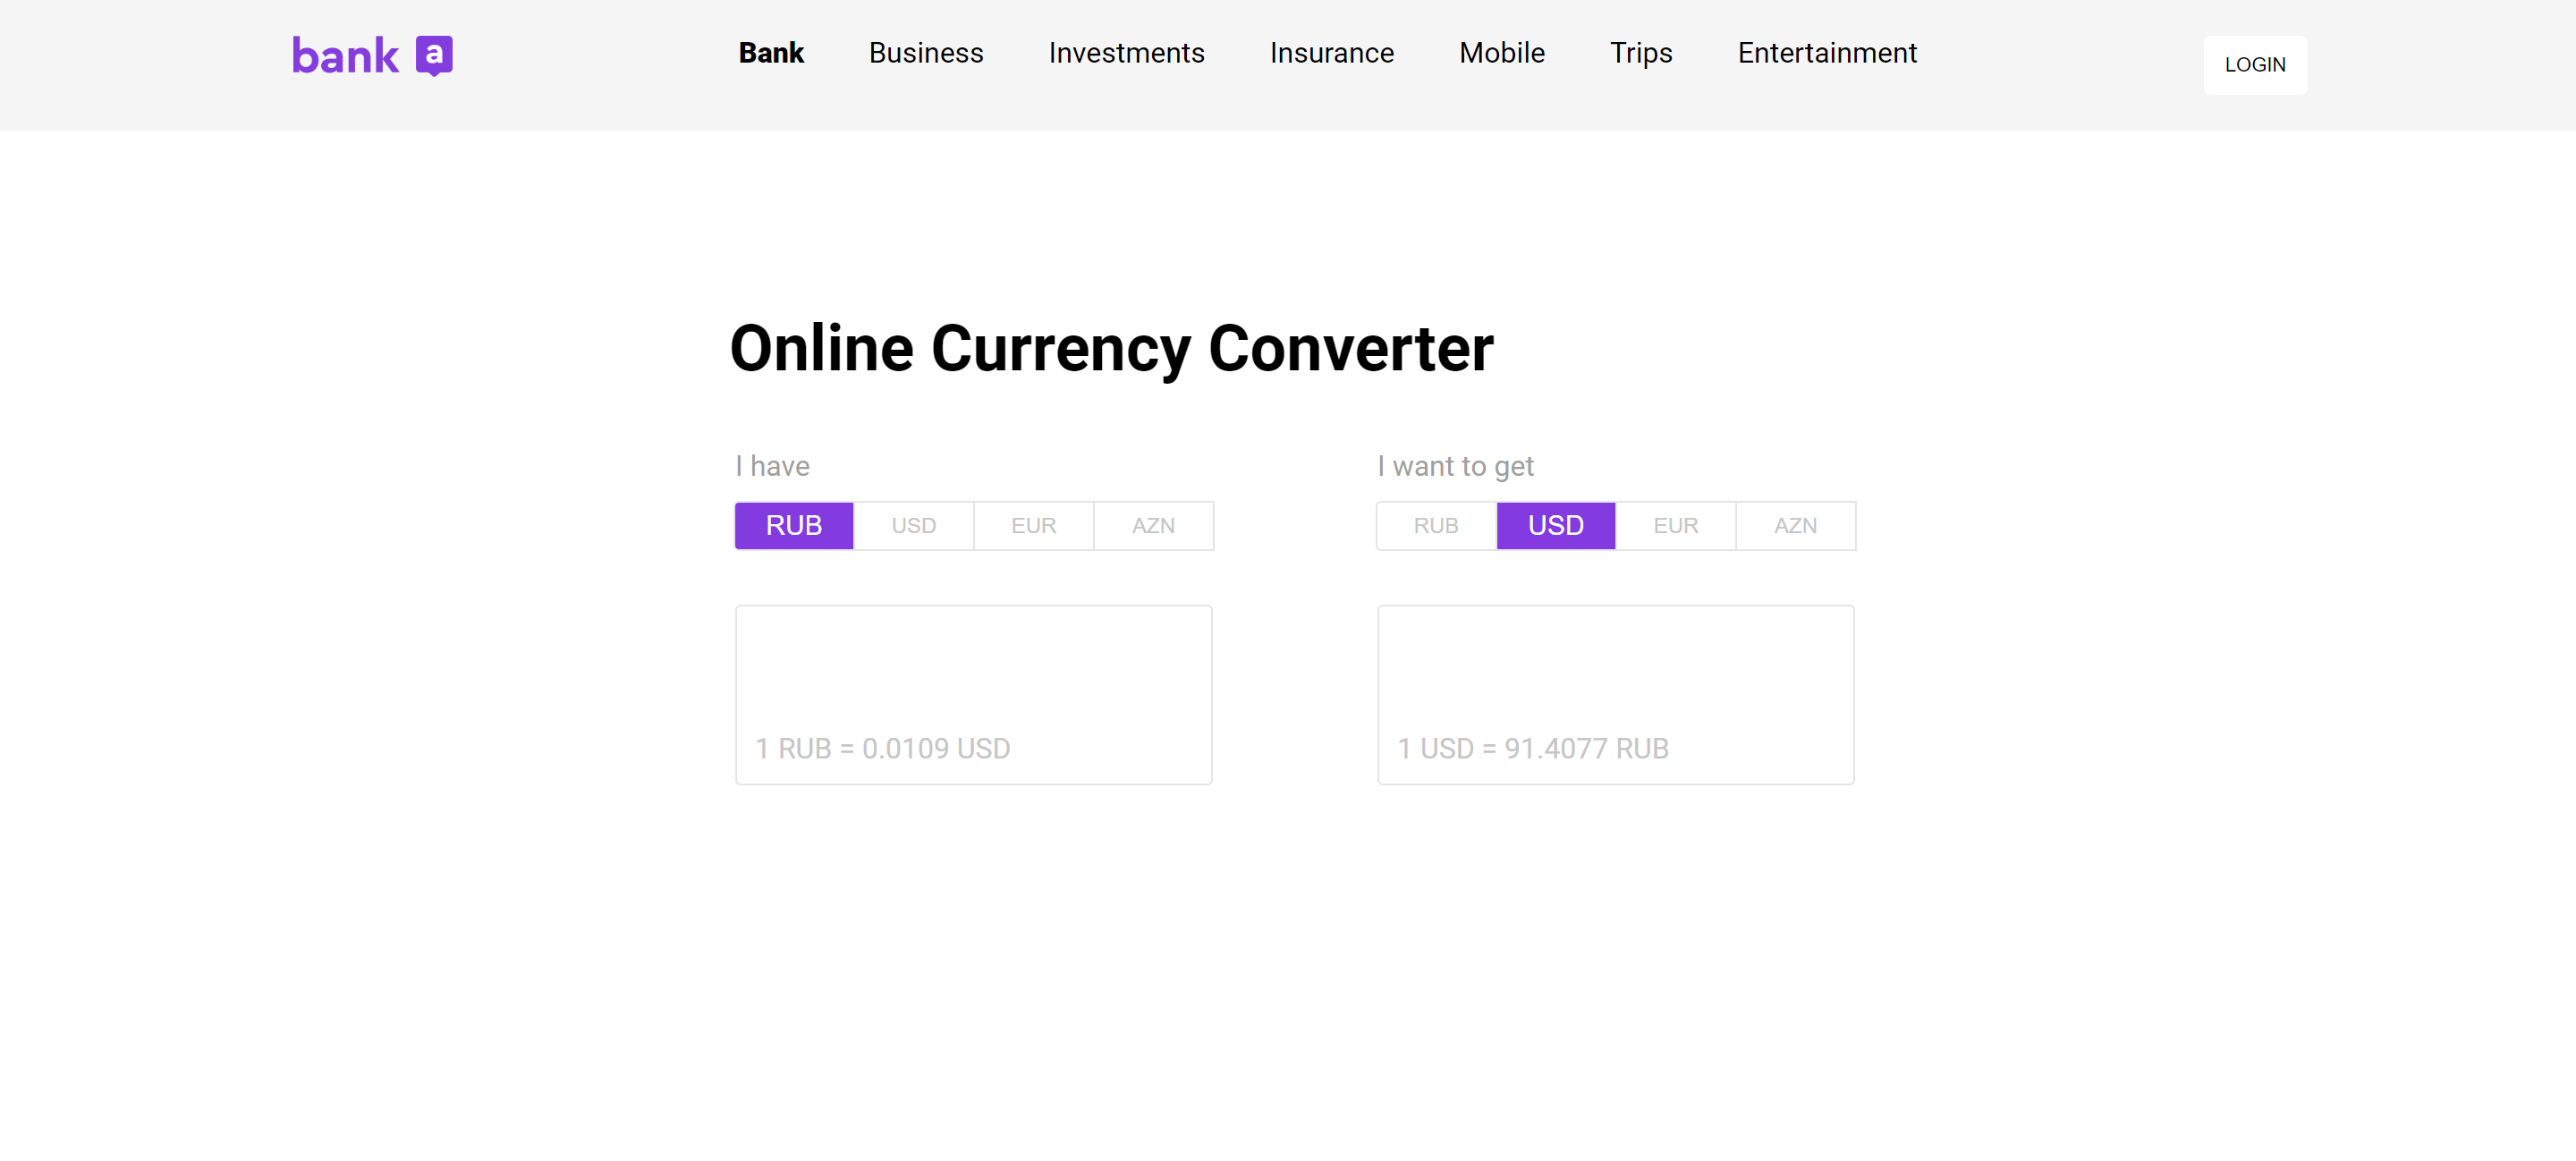 bank a
Bank Business Investments Insurance Mobile Trips Entertainment
LOGIN
Online Currency Converter
I have
RUB USD EUR AZN
1 RUB = 0.0109 USD
I want to get
RUB USD EUR AZN
1 USD = 91.4077 RUB